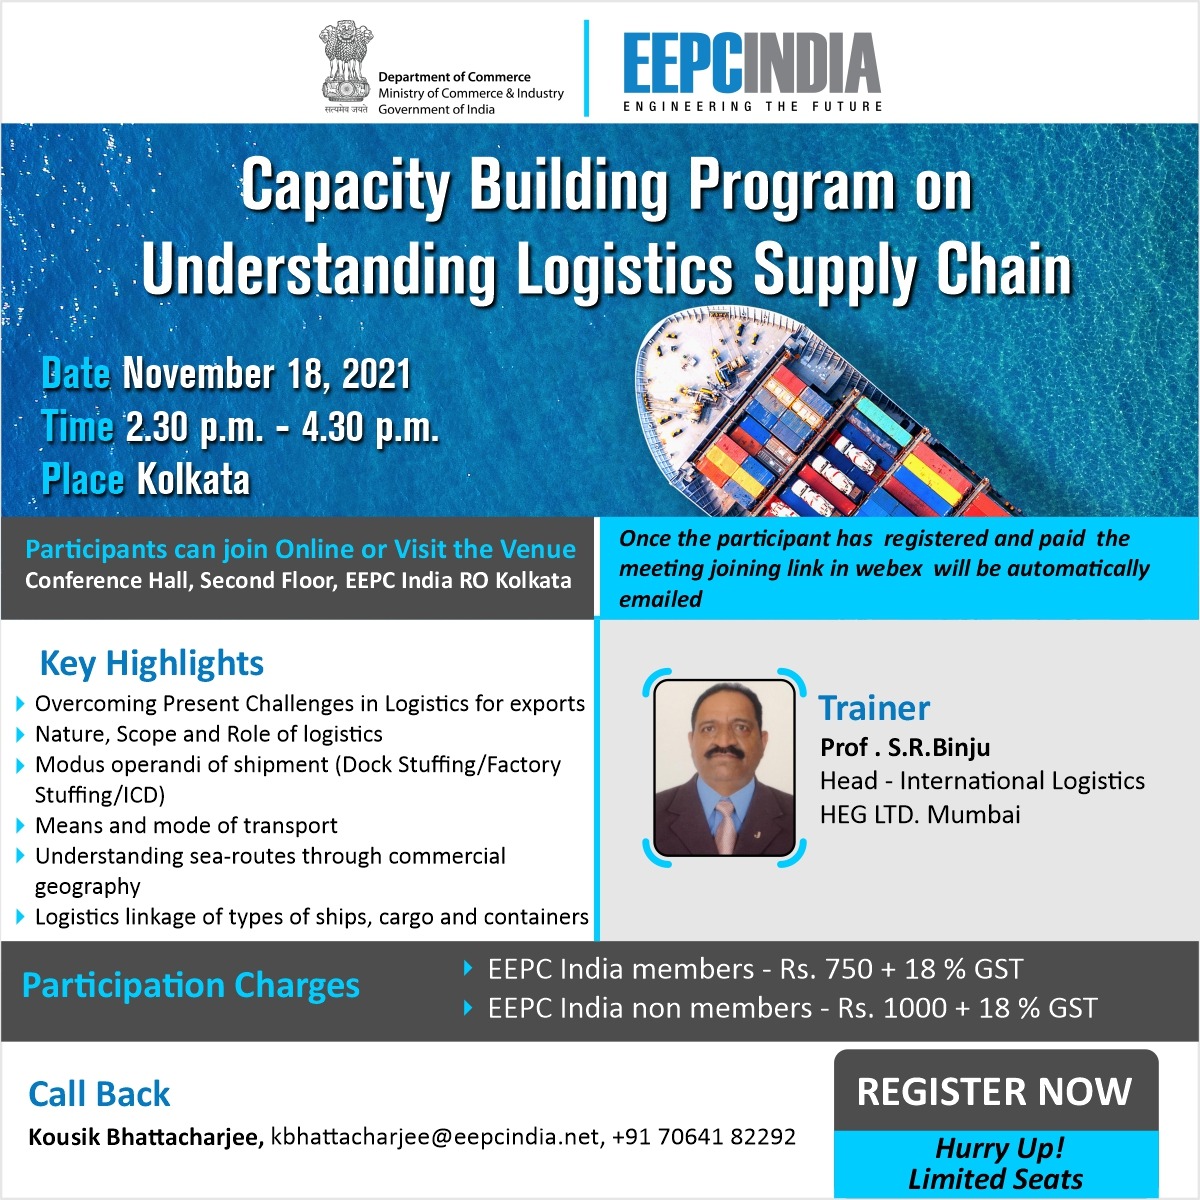 सत्यमेव जयते
Department of Commerce
Ministry of Commerce & Industry
Government of India
EEPCINDIA
ENGINEERING THE FUTURE
Capacity Building Program on
Understanding Logistics Supply Chain
Date November 18, 2021
Time 2.30 p.m. - 4.30 p.m.
Place Kolkata
Participants can join Online or Visit the Venue
Conference Hall, Second Floor, EEPC India RO Kolkata
Once the participant has registered and paid the
meeting joining link in webex will be automatically
emailed
Key Highlights
Overcoming Present Challenges in Logistics for exports
Nature, Scope and Role of logistics
Modus operandi of shipment (Dock Stuffing/Factory
Stuffing/ICD)
Means and mode of transport
Understanding sea-routes through commercial
geography
Logistics linkage of types of ships, cargo and containers
Trainer
Prof . S.R.Binju
Head - International Logistics
HEG LTD. Mumbai
Participation Charges
EEPC India members - Rs. 750 + 18 % GST
EEPC India non members - Rs. 1000 + 18 % GST
Call Back
Kousik Bhattacharjee, kbhattacharjee@eepcindia.net, +91 70641 82292
REGISTER NOW
Hurry Up!
Limited Seats